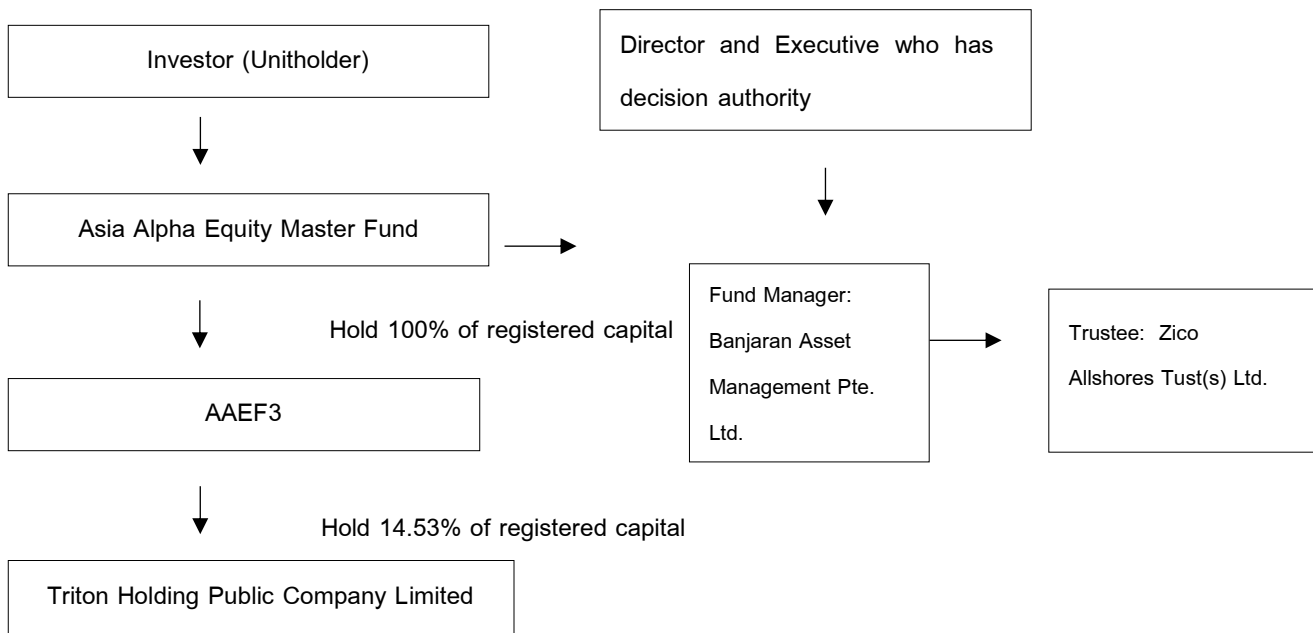 Investor (Unitholder)
Director and Executive who has
decision authority
Asia Alpha Equity Master Fund
Fund Manager:
Banjaran Asset
Management Pte.
Ltd.
Trustee: Zico
Allshores Tust(s) Ltd.
Hold 100% of registered capital
AAEF3
Hold 14.53% of registered capital
Triton Holding Public Company Limited